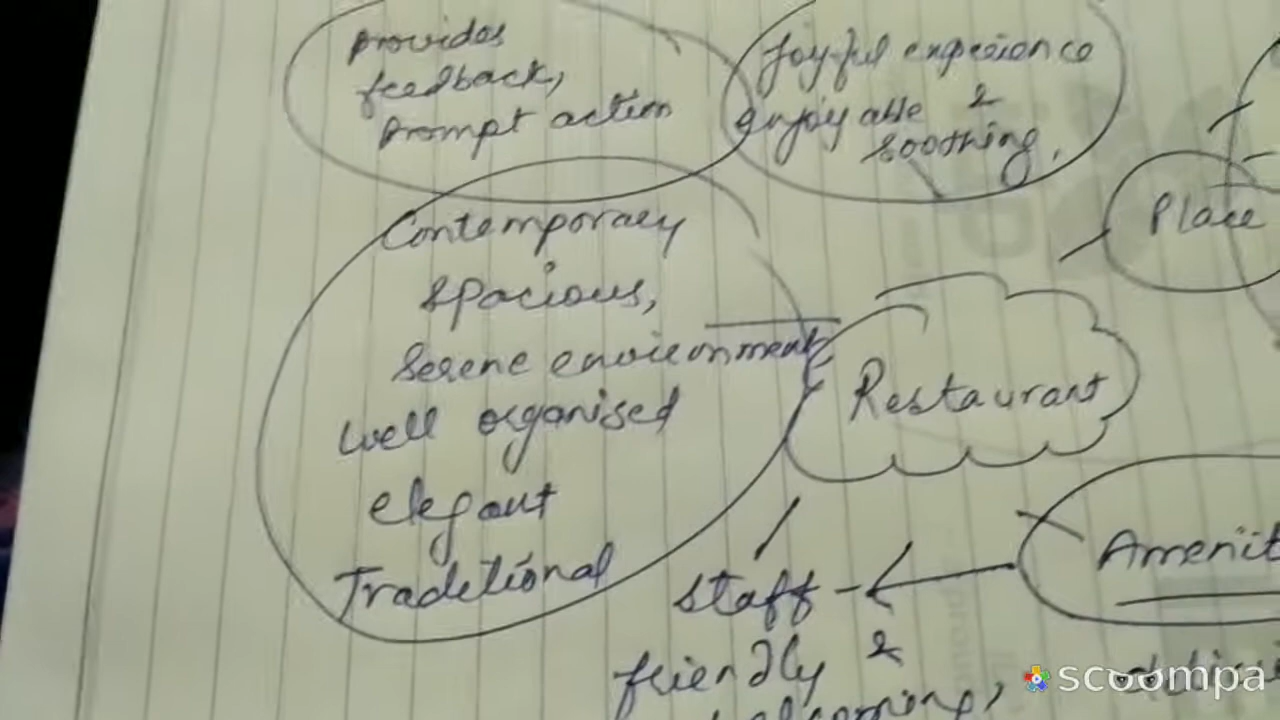 Provides
feedback,
Prompt action
Joyful experience
enjoyable &
soothing,
Place
Contemporary
spacious,
Serene environment
well organised
elegant
Traditional
Restaurant
Amenit
Staff
friendly &
scoompa